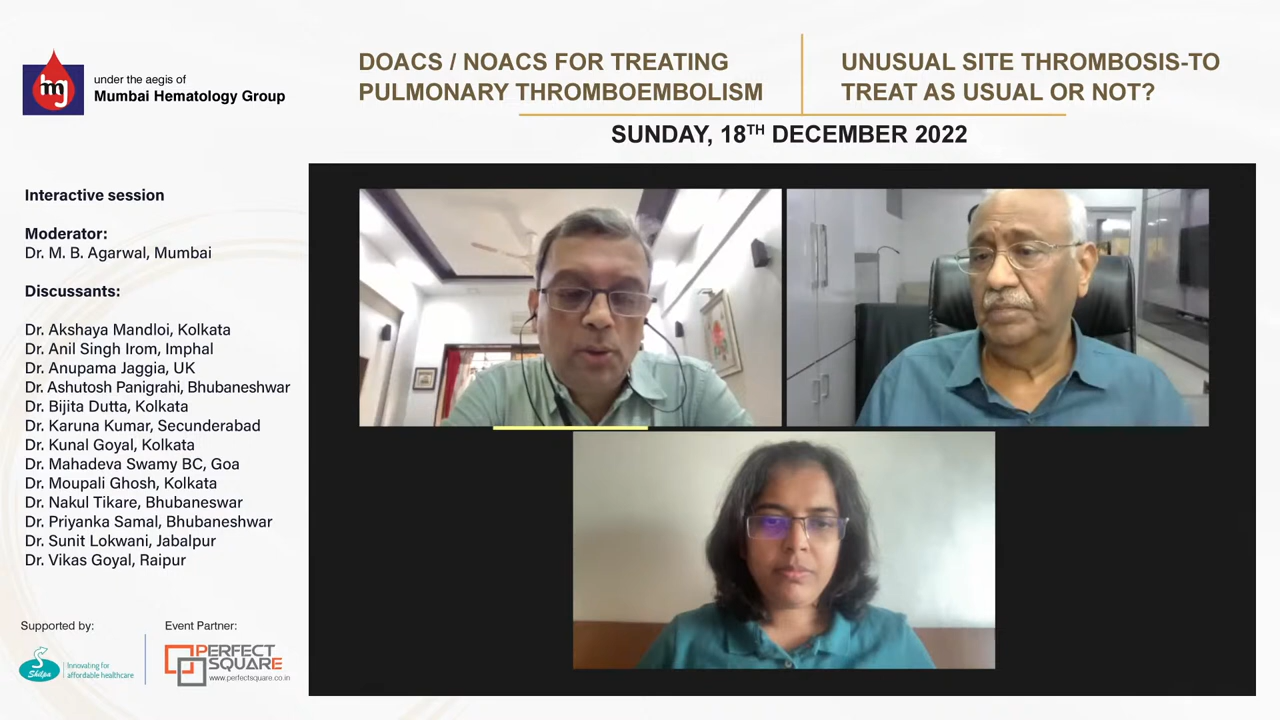 mg
under the aegis of
Mumbai Hematology Group
DOACS / NOACS FOR TREATING
PULMONARY THROMBOEMBOLISM
UNUSUAL SITE THROMBOSIS-TO
TREAT AS USUAL OR NOT?
SUNDAY, 18TH DECEMBER 2022
Interactive session
Moderator:
Dr. M. B. Agarwal, Mumbai
Discussants:
Dr. Akshaya Mandloi, Kolkata
Dr. Anil Singh Irom, Imphal
Dr. Anupama Jaggia, UK
Dr. Ashutosh Panigrahi, Bhubaneshwar
Dr. Bijita Dutta, Kolkata
Dr. Karuna Kumar, Secunderabad
Dr. Kunal Goyal, Kolkata
Dr. Mahadeva Swamy BC, Goa
Dr. Moupali Ghosh, Kolkata
Dr. Nakul Tikare, Bhubaneswar
Dr. Priyanka Samal, Bhubaneshwar
Dr. Sunit Lokwani, Jabalpur
Dr. Vikas Goyal, Raipur
Supported by:
Shilpa
Innovating for
affordable healthcare
Event Partner:
PERFECT
SQUARE
www.perfectsquare.co.in